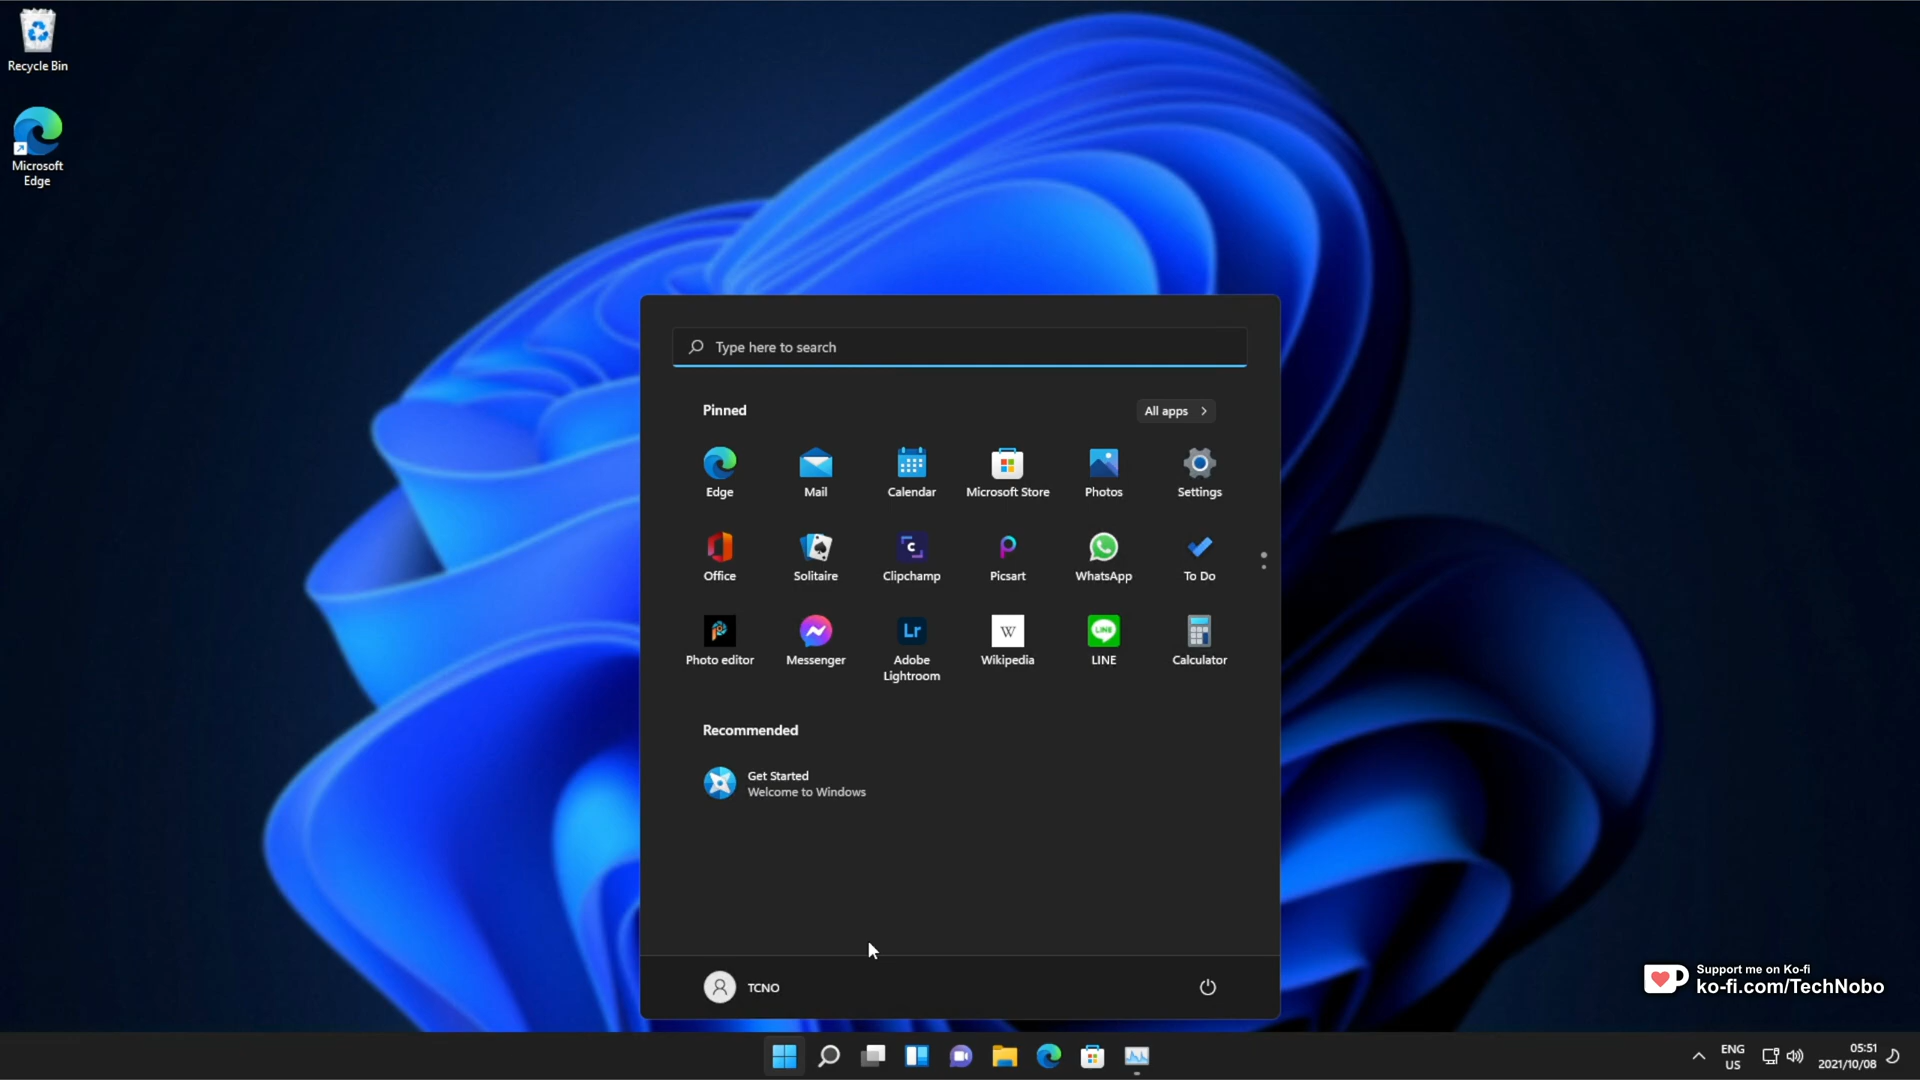 Recycle Bin
Microsoft
Edge
Type here to search
Pinned
All apps
Edge
Mail
Calendar
Microsoft Store
Photos
Settings
Office
Solitaire
Clipchamp
Picsart
WhatsApp
To Do
Photo editor
Messenger
Adobe
Lightroom
Lr
Wikipedia
W
LINE
LINE
Calculator
Recommended
Get Started
Welcome to Windows
TCNO
Support me on Ko-fi
ko-fi.com/TechNobo
ENG
US
05:51
2021/10/08